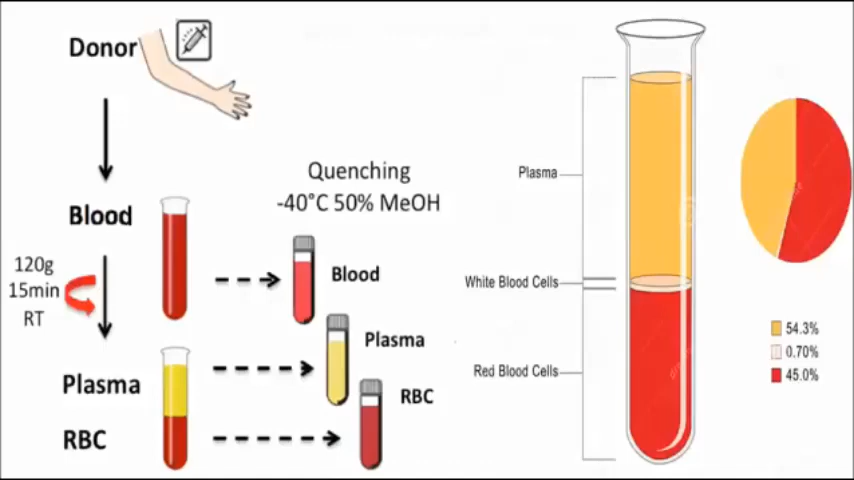 Donor
Blood
120g
15min
RT
Plasma
RBC
Quenching
-40°C 50% MeOH
Blood
Plasma
RBC
Plasma
White Blood Cells
Red Blood Cells
54.3%
0.70%
45.0%